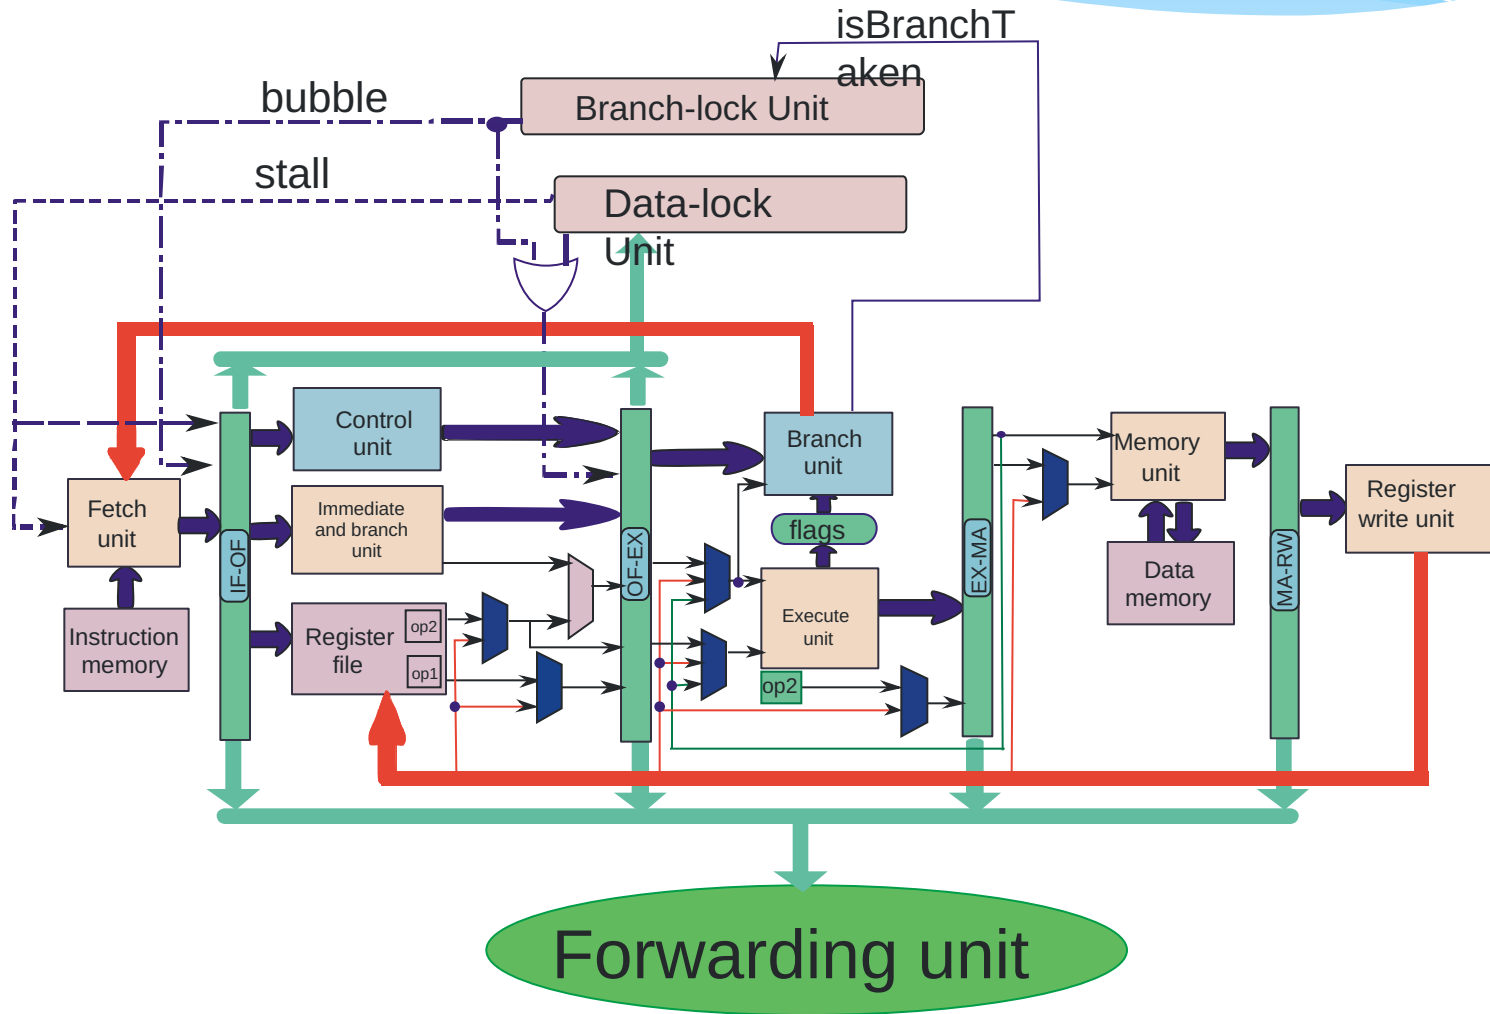 isBranchT
aken
bubble
Branch-lock Unit
stall
Data-lock
Unit
Control
unit
Branch
unit
Memory
unit
Register
write unit
Fetch
unit
Immediate
and branch
unit
flags
IF-OF
OF-EX
EX-MA
MA-RW
Data
memory
Instruction
memory
Register
file
op2
op1
Execute
unit
op2
Forwarding unit